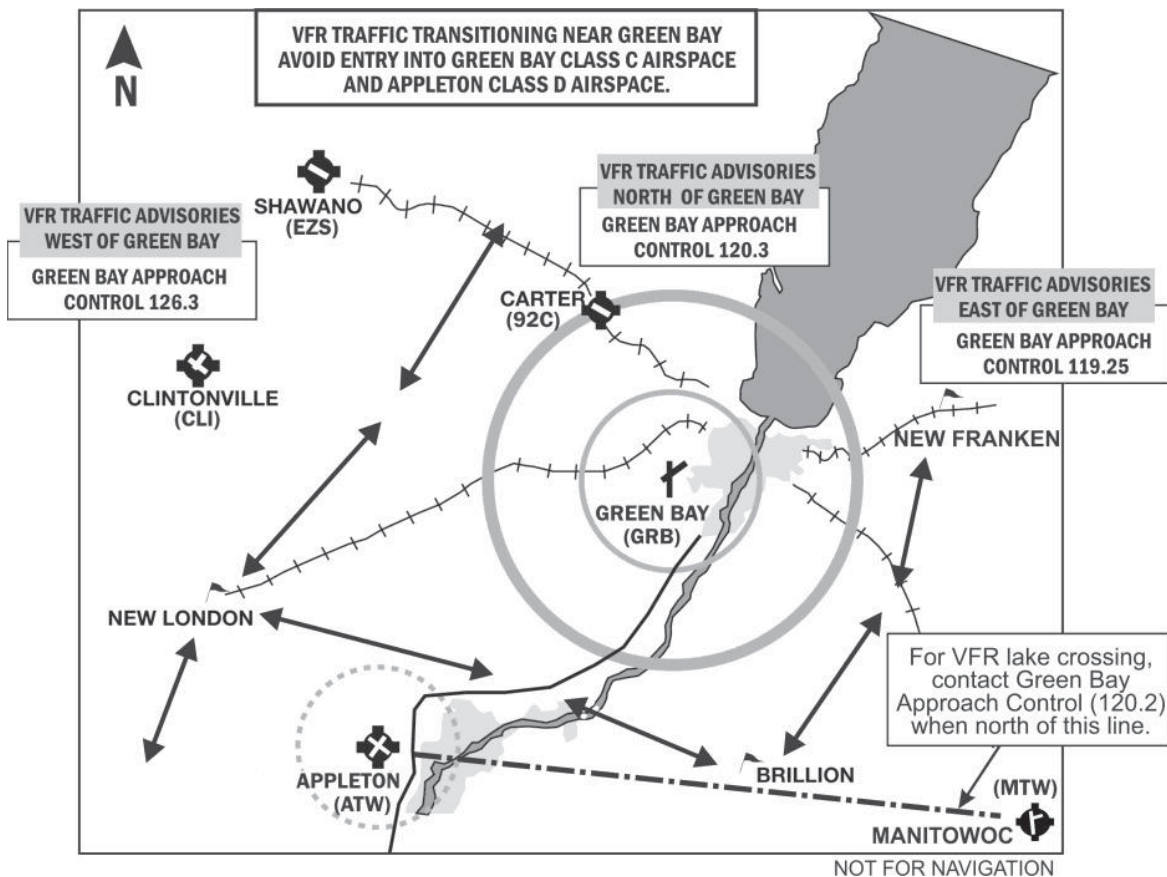 VFR TRAFFIC TRANSITIONING NEAR GREEN BAY
AVOID ENTRY INTO GREEN BAY CLASS C AIRSPACE
AND APPLETON CLASS D AIRSPACE.
N
SHAWANO
(EZS)
VFR TRAFFIC ADVISORIES
NORTH OF GREEN BAY
GREEN BAY APPROACH
CONTROL 120.3
VFR TRAFFIC ADVISORIES
WEST OF GREEN BAY
GREEN BAY APPROACH
CONTROL 126.3
CARTER
(92C)
VFR TRAFFIC ADVISORIES
EAST OF GREEN BAY
GREEN BAY APPROACH
CONTROL 119.25
CLINTONVILLE
(CLI)
NEW FRANKEN
GREEN BAY
(GRB)
NEW LONDON
For VFR lake crossing,
contact Green Bay
Approach Control (120.2)
when north of this line.
APPLETON
(ATW)
BRILLION
(MTW)
MANITOWOC
NOT FOR NAVIGATION